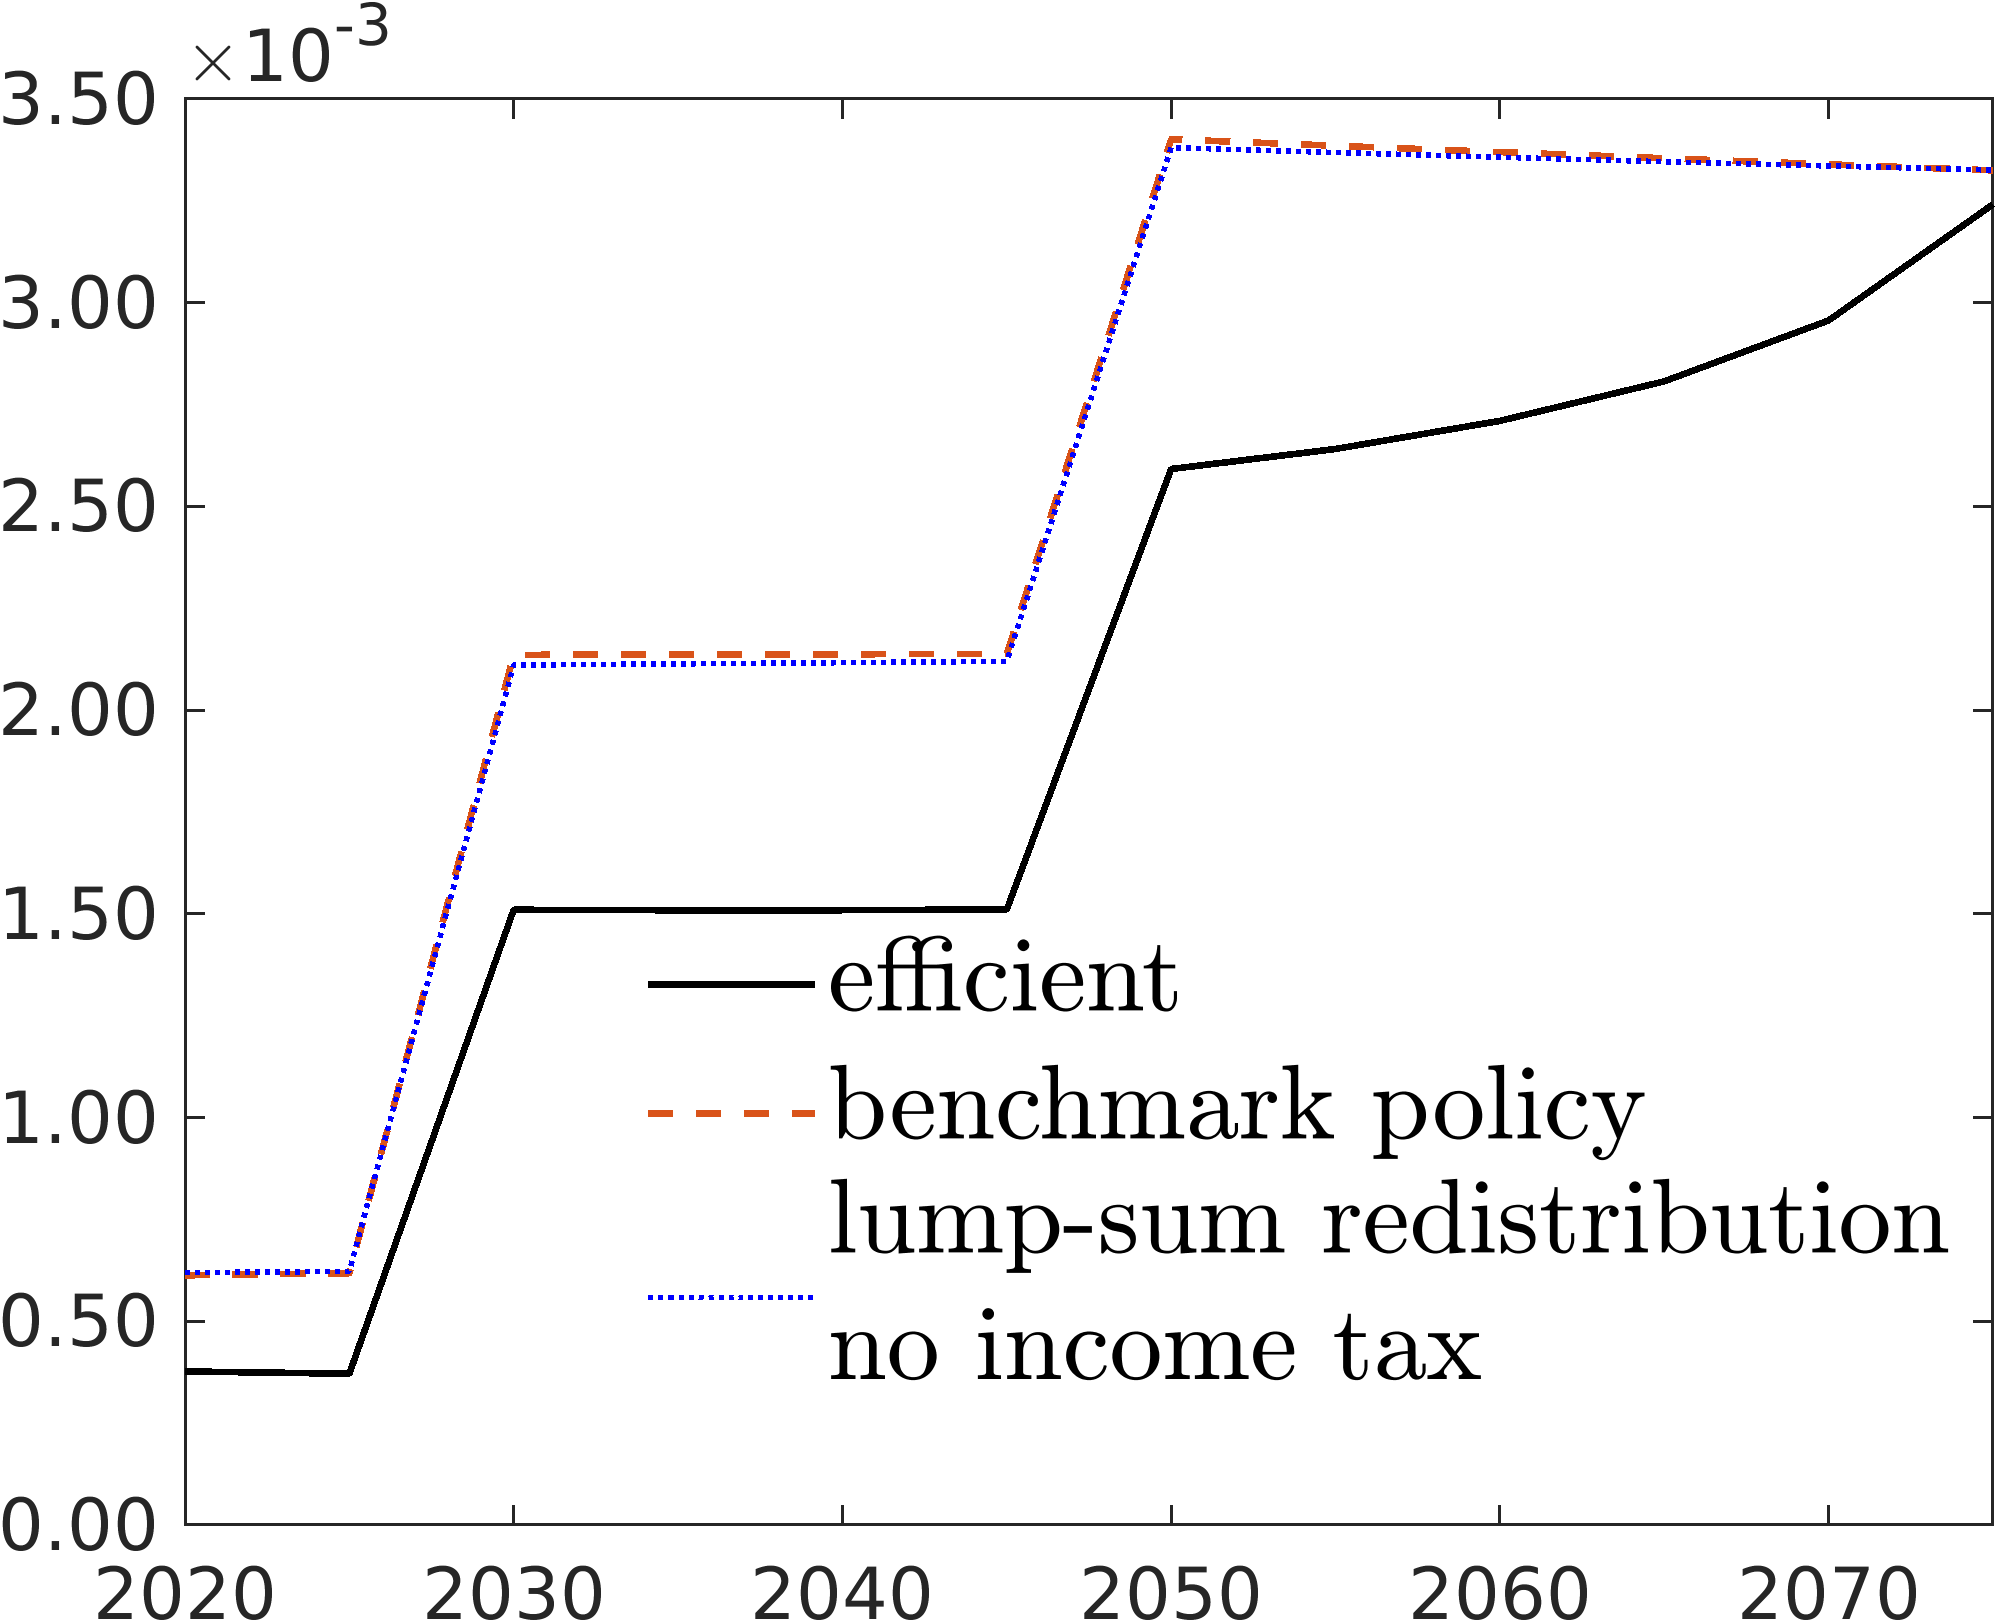 ×10-3
3.50
3.00
2.50
2.00
1.50
1.00
0.50
0.00
efficient
benchmark policy
lump-sum redistribution
no income tax
2020 2030 2040 2050 2060 2070